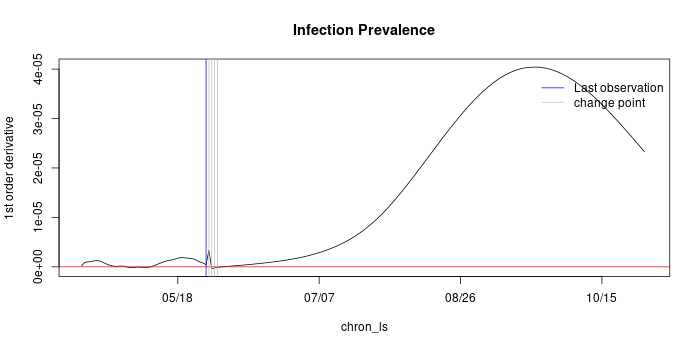 Infection Prevalence
1st order derivative
4e-05
3e-05
2e-05
1e-05
0e+00
Last observation
change point
05/18 07/07 08/26 10/15
chron_ls